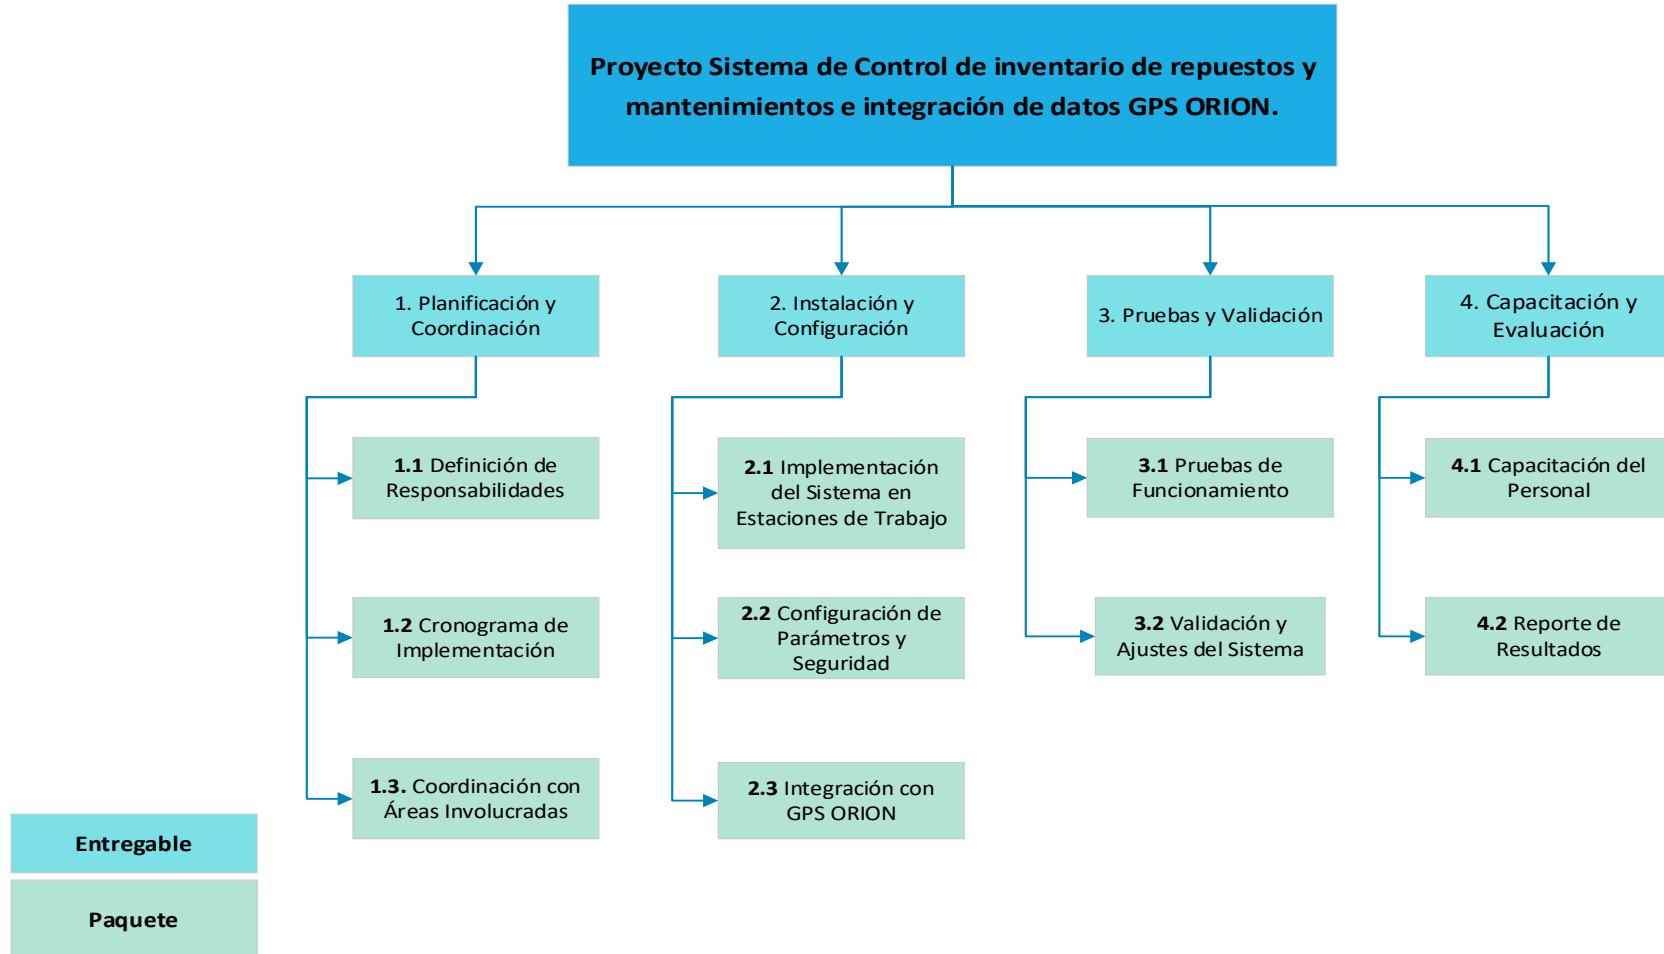 Proyecto Sistema de Control de inventario de repuestos y
mantenimientos e integración de datos GPS ORION.
1. Planificación y
Coordinación
2. Instalación y
Configuración
3. Pruebas y Validación
4. Capacitación y
Evaluación
1.1 Definición de
Responsabilidades
2.1 Implementación
del Sistema en
Estaciones de Trabajo
3.1 Pruebas de
Funcionamiento
4.1 Capacitación del
Personal
1.2 Cronograma de
Implementación
2.2 Configuración de
Parámetros y
Seguridad
3.2 Validación y
Ajustes del Sistema
4.2 Reporte de
Resultados
1.3. Coordinación con
Áreas Involucradas
2.3 Integración con
GPS ORION
Entregable
Paquete